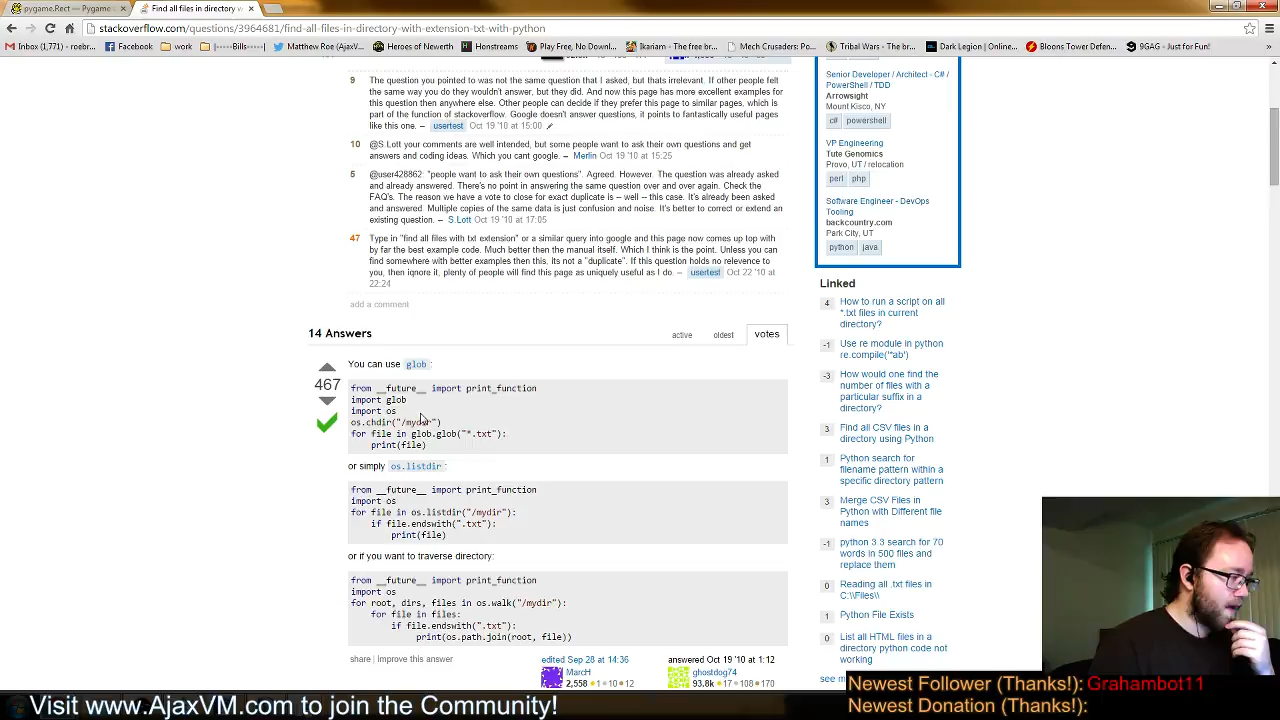 pygame.Rect — Pygame
Find all files in directory w
stackoverflow.com/questions/3964681/find-all-files-in-directory-with-extension-txt-with-python
Inbox (1,771) - roebr...
Facebook
work
|-----Bills-----|
Matthew Roe (AjaxV...
Heroes of Newerth
Honstreams
Play Free, No Downl...
Ikariam - The free br...
Mech Crusaders: Po...
Tribal Wars - The br...
Dark Legion | Online...
Bloons Tower Defen...
9GAG - Just for Fun!
9 The question you pointed to was not the same question that I asked, but thats irrelevant. If other people felt
the same way you do they wouldn't answer, but they did. And now this page has more excellent examples for
this question then anywhere else. Other people can decide if they prefer this page to similar pages, which is
part of the function of stackoverflow. Google doesn't answer questions, it points to fantastically useful pages
like this one. – usertest Oct 19 '10 at 15:00
10 @S.Lott your comments are well intended, but some people want to ask their own questions and get
answers and coding ideas. Which you cant google. – Merlin Oct 19 '10 at 15:25
5 @user428862: "people want to ask their own questions". Agreed. However. The question was already asked
and already answered. There's no point in answering the same question over and over again. Check the
FAQ's. The reason we have a vote to close for exact duplicate is -- well -- this case. It's already been asked
and answered. Multiple copies of the same data is just confusion and noise. It's better to correct or extend an
existing question. – S.Lott Oct 19 '10 at 17:05
47 Type in "find all files with txt extension" or a similar query into google and this page now comes up top with
by far the best example code. Much better then the manual itself. Which I think is the point. Unless you can
find somewhere with better examples then this, its not a "duplicate". If this question holds no relevence to
you, then ignore it, plenty of people will find this page as uniquely useful as I do. – usertest Oct 22 '10 at
22:24
add a comment
14 Answers
active oldest votes
467
You can use glob:
from __future__ import print_function
import glob
import os
os.chdir("/mydir")
for file in glob.glob("*.txt"):
print(file)
or simply os.listdir:
from __future__ import print_function
import os
for file in os.listdir("/mydir"):
if file.endswith(".txt"):
print(file)
or if you want to traverse directory:
from __future__ import print_function
import os
for root, dirs, files in os.walk("/mydir"):
for file in files:
if file.endswith(".txt"):
print(os.path.join(root, file))
share | improve this answer
edited Sep 28 at 14:36
MarcH
2,558 1 10 12
answered Oct 19 '10 at 1:12
ghostdog74
93.8k 17 108 170
Senior Developer / Architect - C# /
PowerShell / TDD
Arrowsight
Mount Kisco, NY
c# powershell
VP Engineering
Tute Genomics
Provo, UT / relocation
perl php
Software Engineer - DevOps
Tooling
backcountry.com
Park City, UT
python java
Linked
4 How to run a script on all
*.txt files in current
directory?
-1 Use re module in python
re.compile('*ab')
-3 How would one find the
number of files with a
particular suffix in a
directory?
3 Find all CSV files in a
directory using Python
1 Python search for
filename pattern within a
specific directory pattern
3 Merge CSV Files in
Python with Different file
names
-1 python 3.3 search for 70
words in 500 files and
replace them
0 Reading all .txt files in
C:\\Files\\
1 Python File Exists
0 List all HTML files in a
directory python code not
working
Visit www.AjaxVM.com to join the Community!
Newest Follower (Thanks!): Grahambot11
Newest Donation (Thanks!):